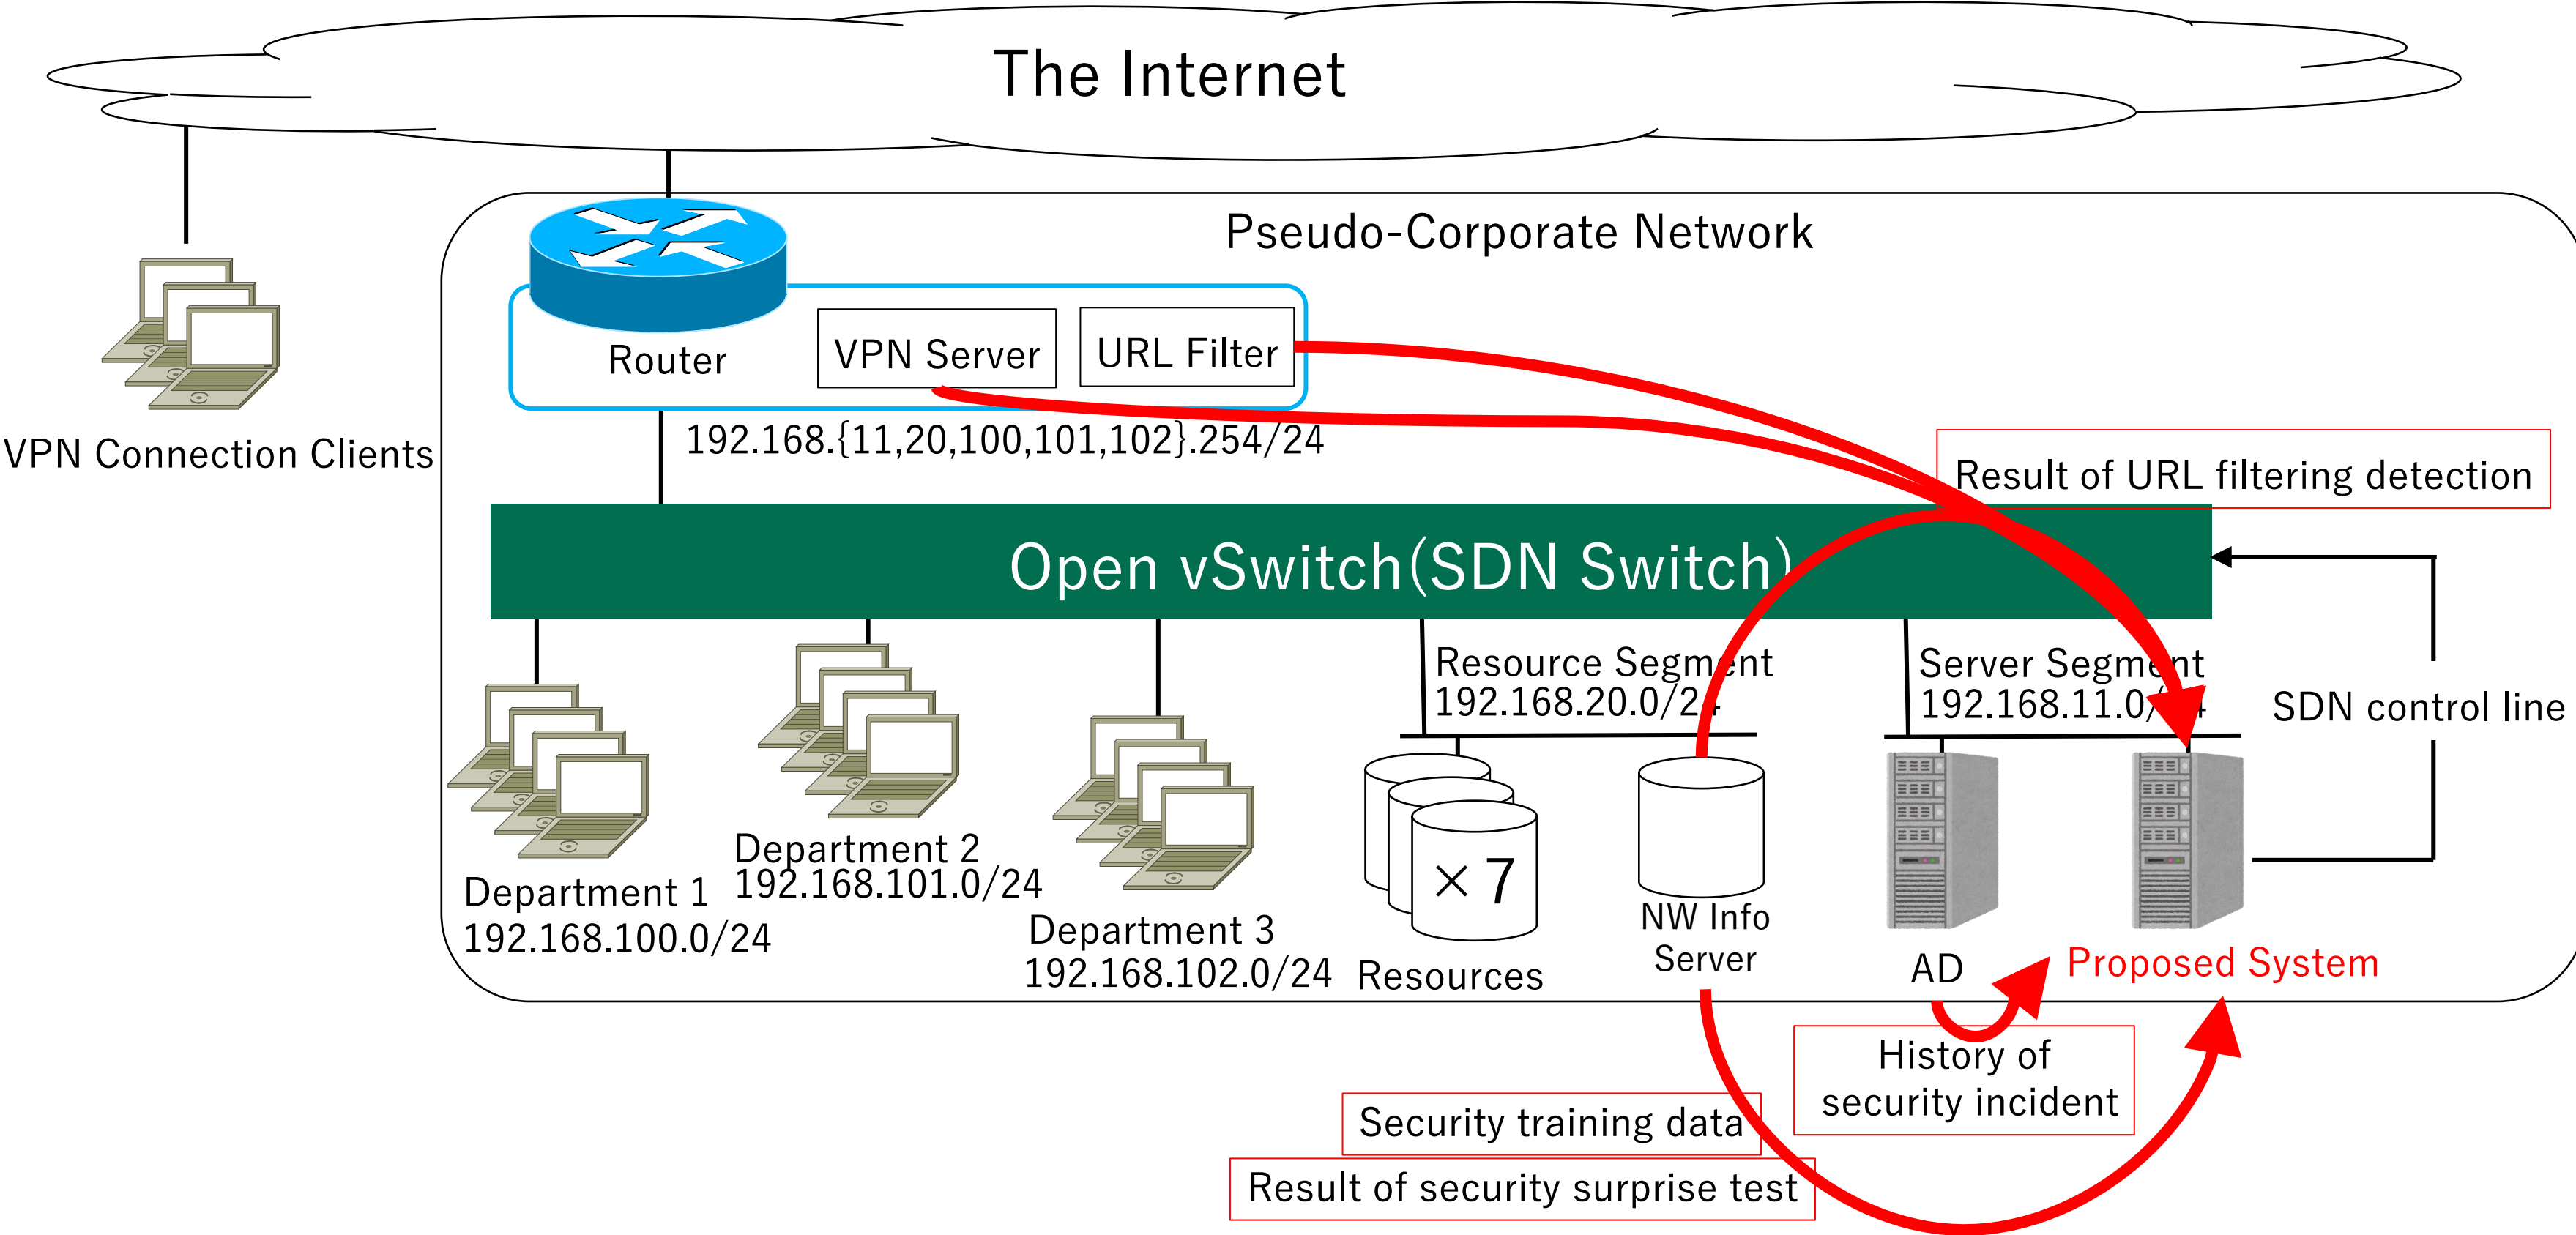 The Internet
Pseudo-Corporate Network
Router
VPN Server
URL Filter
VPN Connection Clients
192.168.{11,20,100,101,102}.254/24
Result of URL filtering detection
Open vSwitch(SDN Switch)
Resource Segment
192.168.20.0/24
Server Segment
192.168.11.0/24
SDN control line
Department 1
192.168.100.0/24
Department 2
192.168.101.0/24
Department 3
192.168.102.0/24
×7
Resources
NW Info
Server
AD
Proposed System
History of
security incident
Security training data
Result of security surprise test